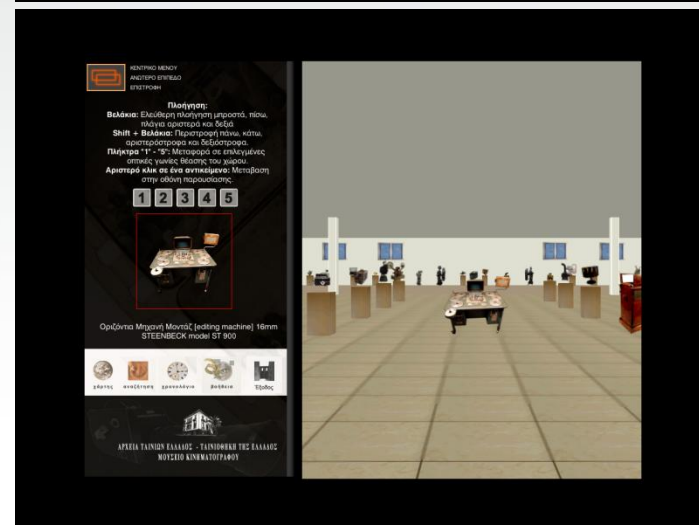 ΚΕΝΤΡΙΚΟ ΜΕΝΟΥ
ΑΝΩΤΕΡΟ ΕΠΙΠΕΔΟ
ΕΠΙΣΤΡΟΦΗ
Πλοήγηση:
Βελάκια: Ελεύθερη πλοήγηση μπροστά, πίσω,
πλάγια αριστερά και δεξιά
Shift + Βελάκια: Περιστροφή πάνω, κάτω,
αριστερόστροφα και δεξιόστροφα.
Πλήκτρα "1" - "5": Μεταφορά σε επιλεγμένες
οπτικές γωνίες θέασης του χώρου.
Αριστερό κλικ σε ένα αντικείμενο: Μεταβαση
στην οθόνη παρουσίασης.
1 2 3 4 5
Οριζόντια Μηχανή Μοντάζ [editing machine] 16mm
STEENBECK model ST 900
χάρτης αναζήτηση χρονολόγιο βοήθεια Έξοδος
ΑΡΧΕΙΑ ΤΑΙΝΙΩΝ ΕΛΛΑΔΟΣ - ΤΑΙΝΙΟΘΗΚΗ ΤΗΣ ΕΛΛΑΔΟΣ
ΜΟΥΣΕΙΟ ΚΙΝΗΜΑΤΟΓΡΑΦΟΥ